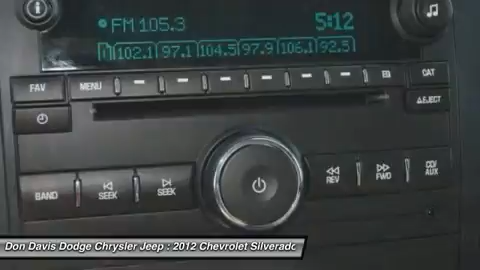 FM 105.3 5:12
102.1 97.1 104.5 97.9 106.1 92.5
FAV MENU CAT
EJECT
BAND SEEK SEEK REV FWD CD/AUX
Don Davis Dodge Chrysler Jeep : 2012 Chevrolet Silverado